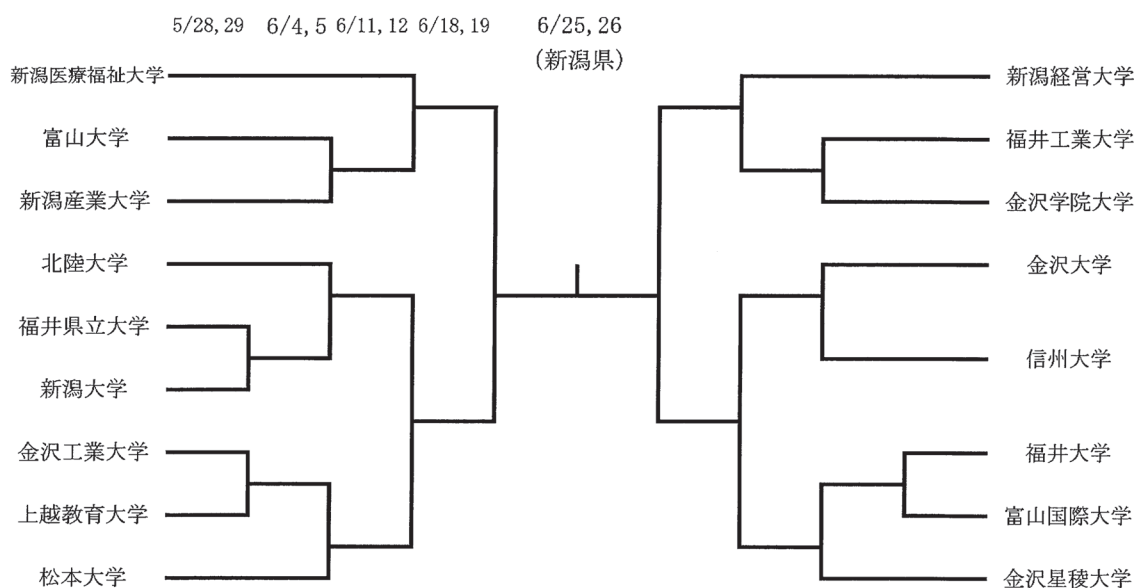 5/28,29 6/4,5 6/11,12 6/18,19 6/25,26
(新潟県)
新潟医療福祉大学
富山大学
新潟産業大学
北陸大学
福井県立大学
新潟大学
金沢工業大学
上越教育大学
松本大学
新潟経営大学
福井工業大学
金沢学院大学
金沢大学
信州大学
福井大学
富山国際大学
金沢星稜大学